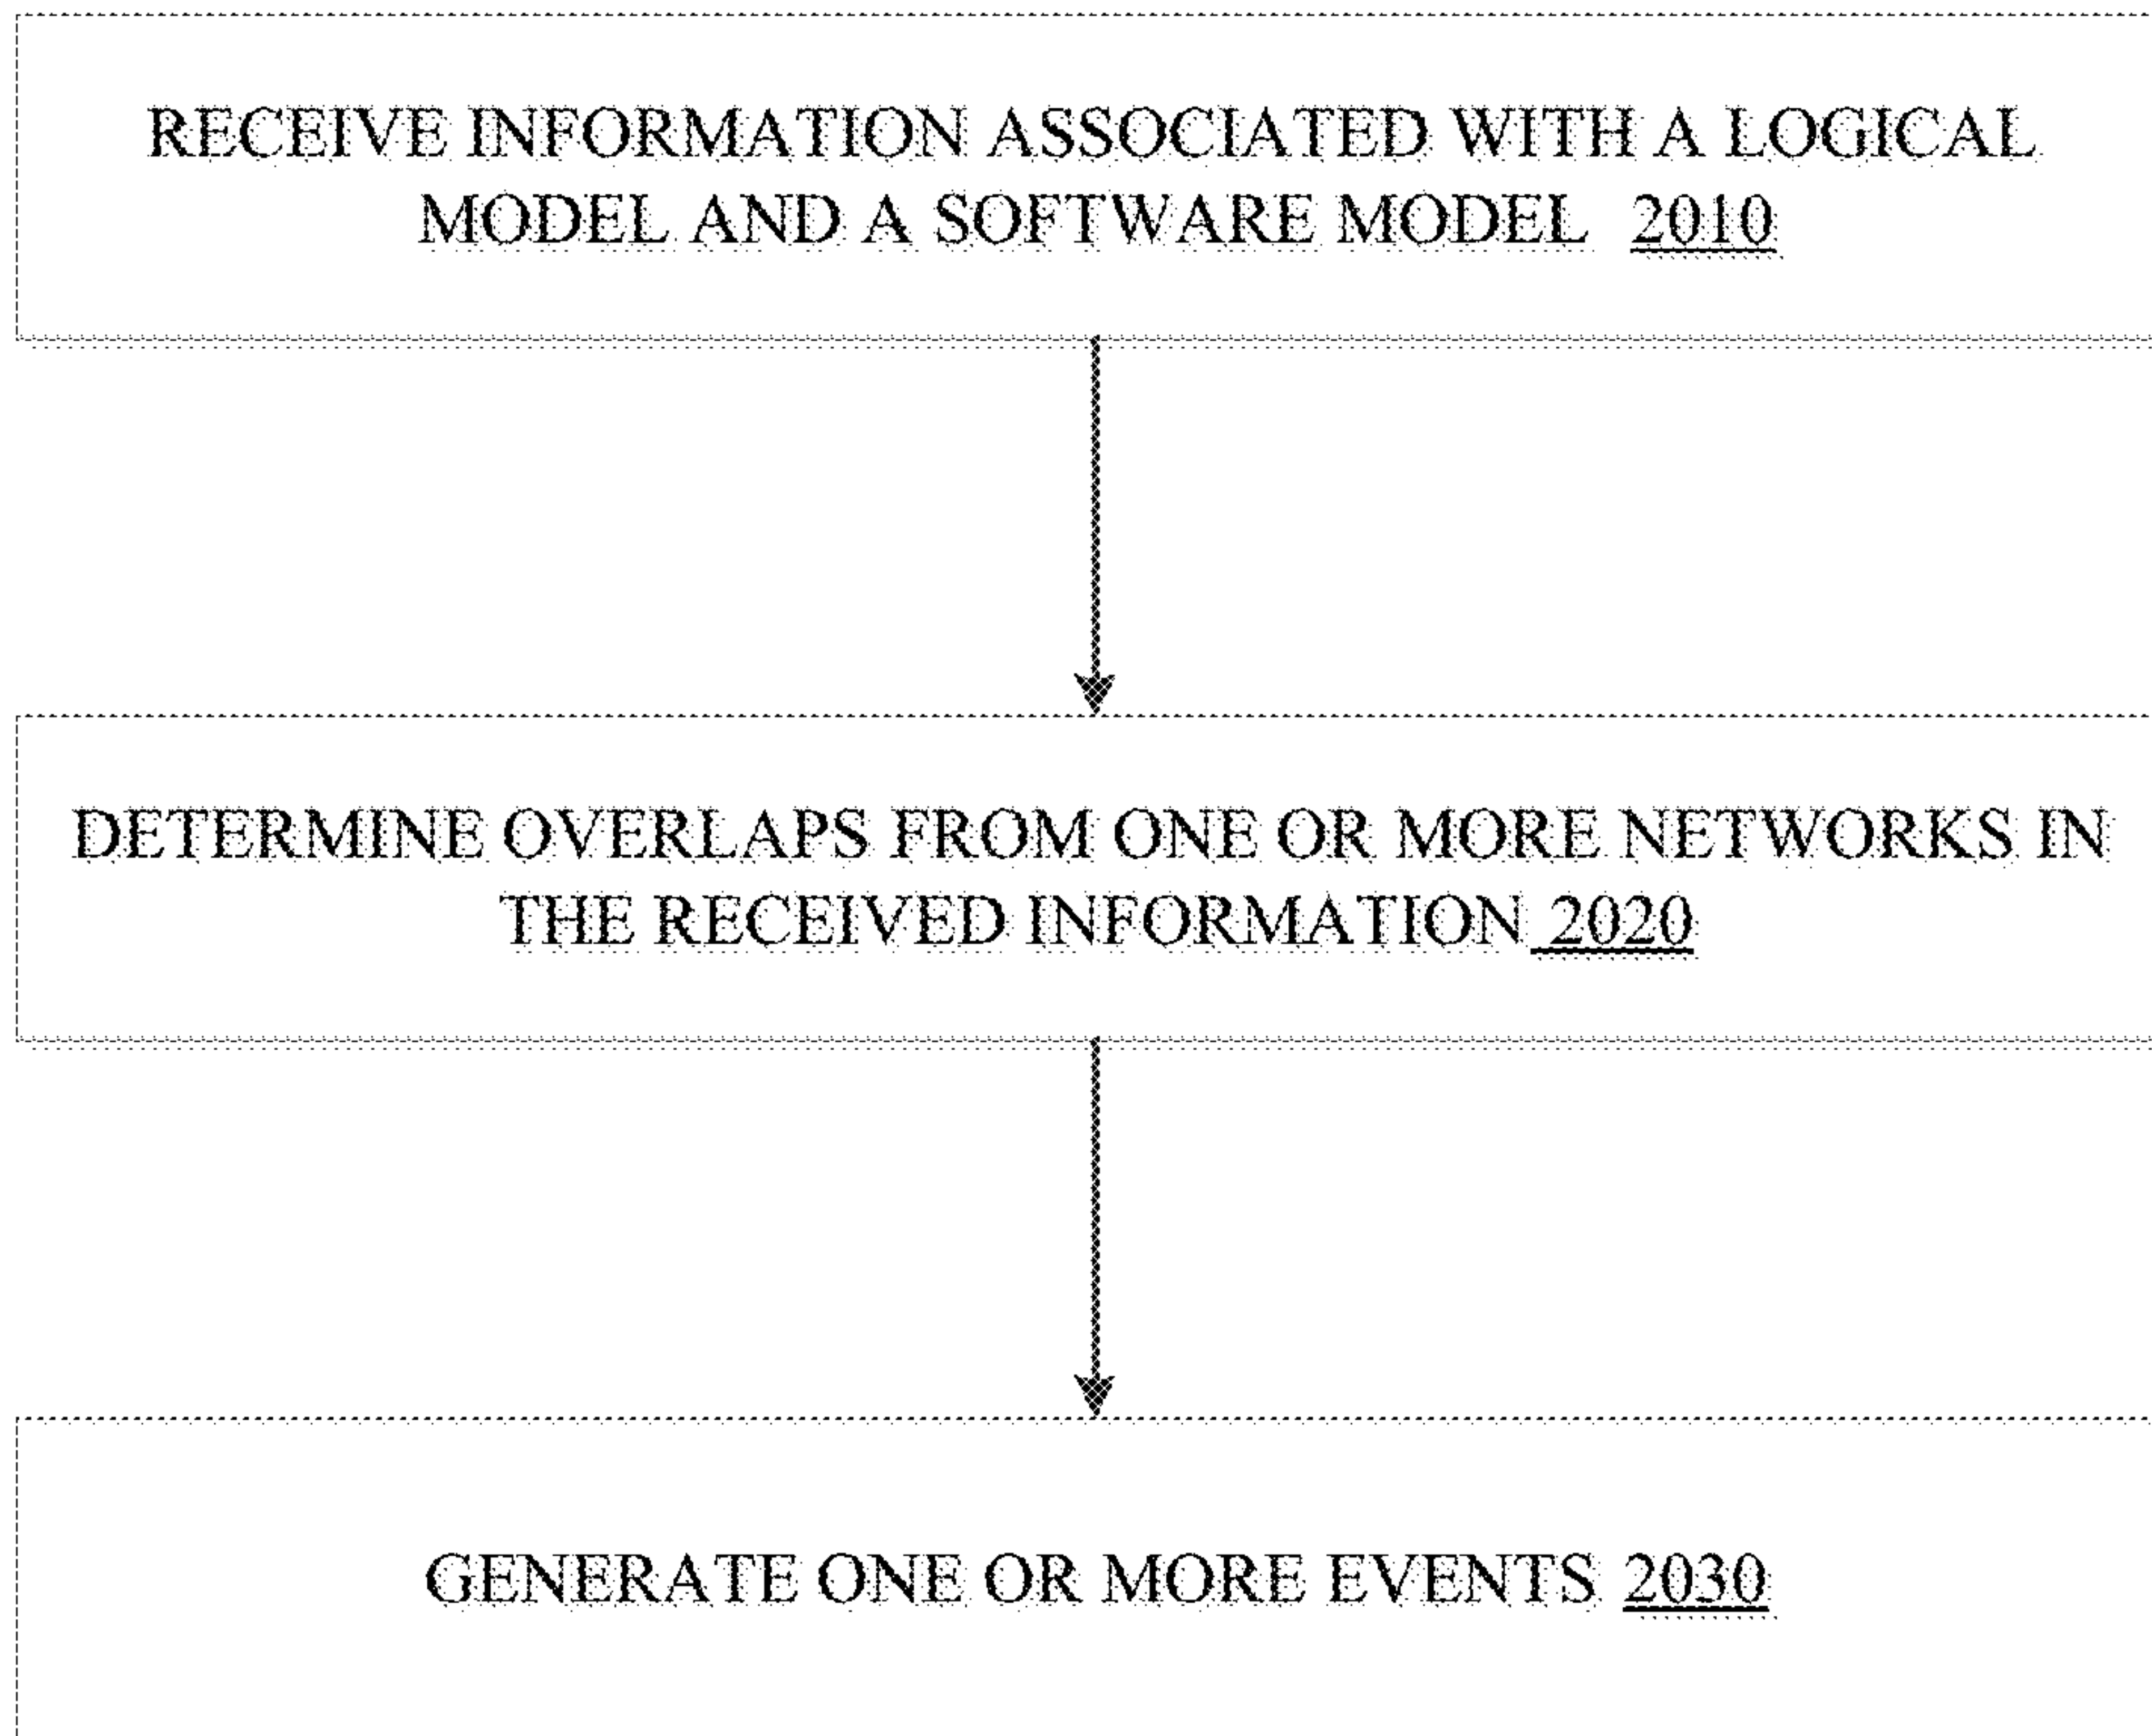 RECEIVE INFORMATION ASSOCIATED WITH A LOGICAL
MODEL AND A SOFTWARE MODEL 2010
DETERMINE OVERLAPS FROM ONE OR MORE NETWORKS IN
THE RECEIVED INFORMATION 2020
GENERATE ONE OR MORE EVENTS 2030